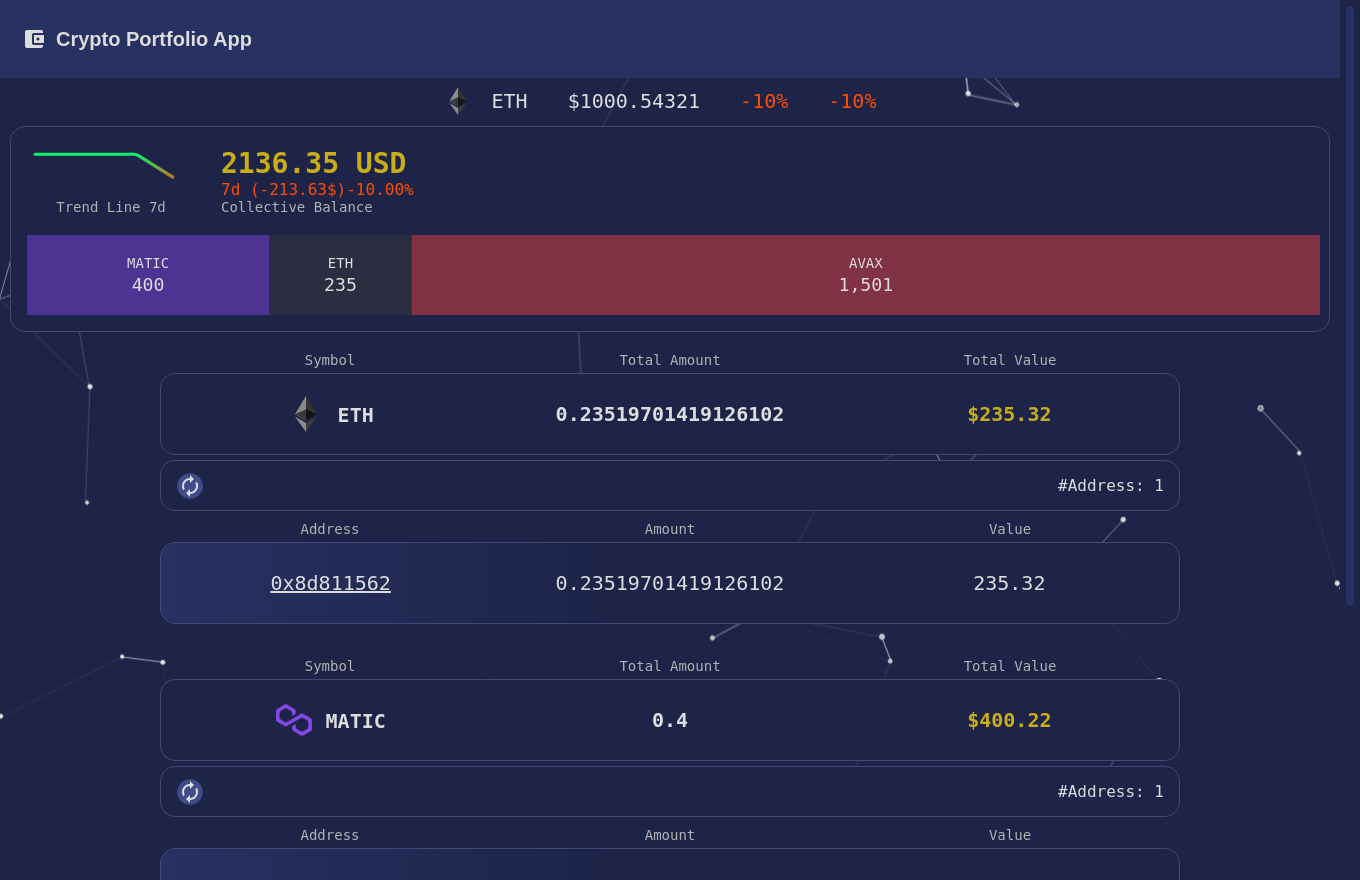 Crypto Portfolio App
ETH $1000.54321 -10% -10%
2136.35 USD
7d (-213.63$)-10.00%
Trend Line 7d Collective Balance
MATIC ETH AVAX
400 235 1,501
Symbol Total Amount Total Value
ETH 0.23519701419126102 $235.32
#Address: 1
Address Amount Value
0x8d811562 0.23519701419126102 235.32
Symbol Total Amount Total Value
MATIC 0.4 $400.22
#Address: 1
Address Amount Value